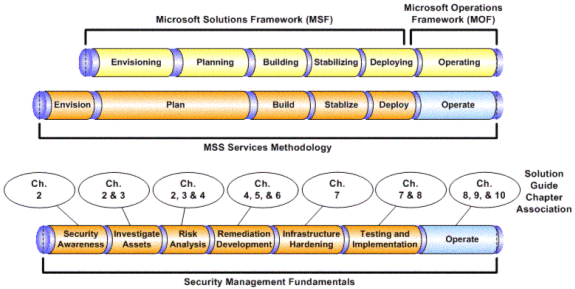 Microsoft Solutions Framework (MSF)
Microsoft Operations
Framework (MOF)
Envisioning
Planning
Building
Stabilizing
Deploying
Operating
Envision
Plan
Build
Stablize
Deploy
Operate
MSS Services Methodology
Ch.
2
Ch.
2 & 3
Ch.
2, 3 & 4
Ch.
4, 5, & 6
Ch.
7
Ch.
7 & 8
Ch.
8, 9, & 10
Solution
Guide
Chapter
Association
Security
Awareness
Investigate
Assets
Risk
Analysis
Remediation
Development
Infrastructure
Hardening
Testing and
Implementation
Operate
Security Management Fundamentals